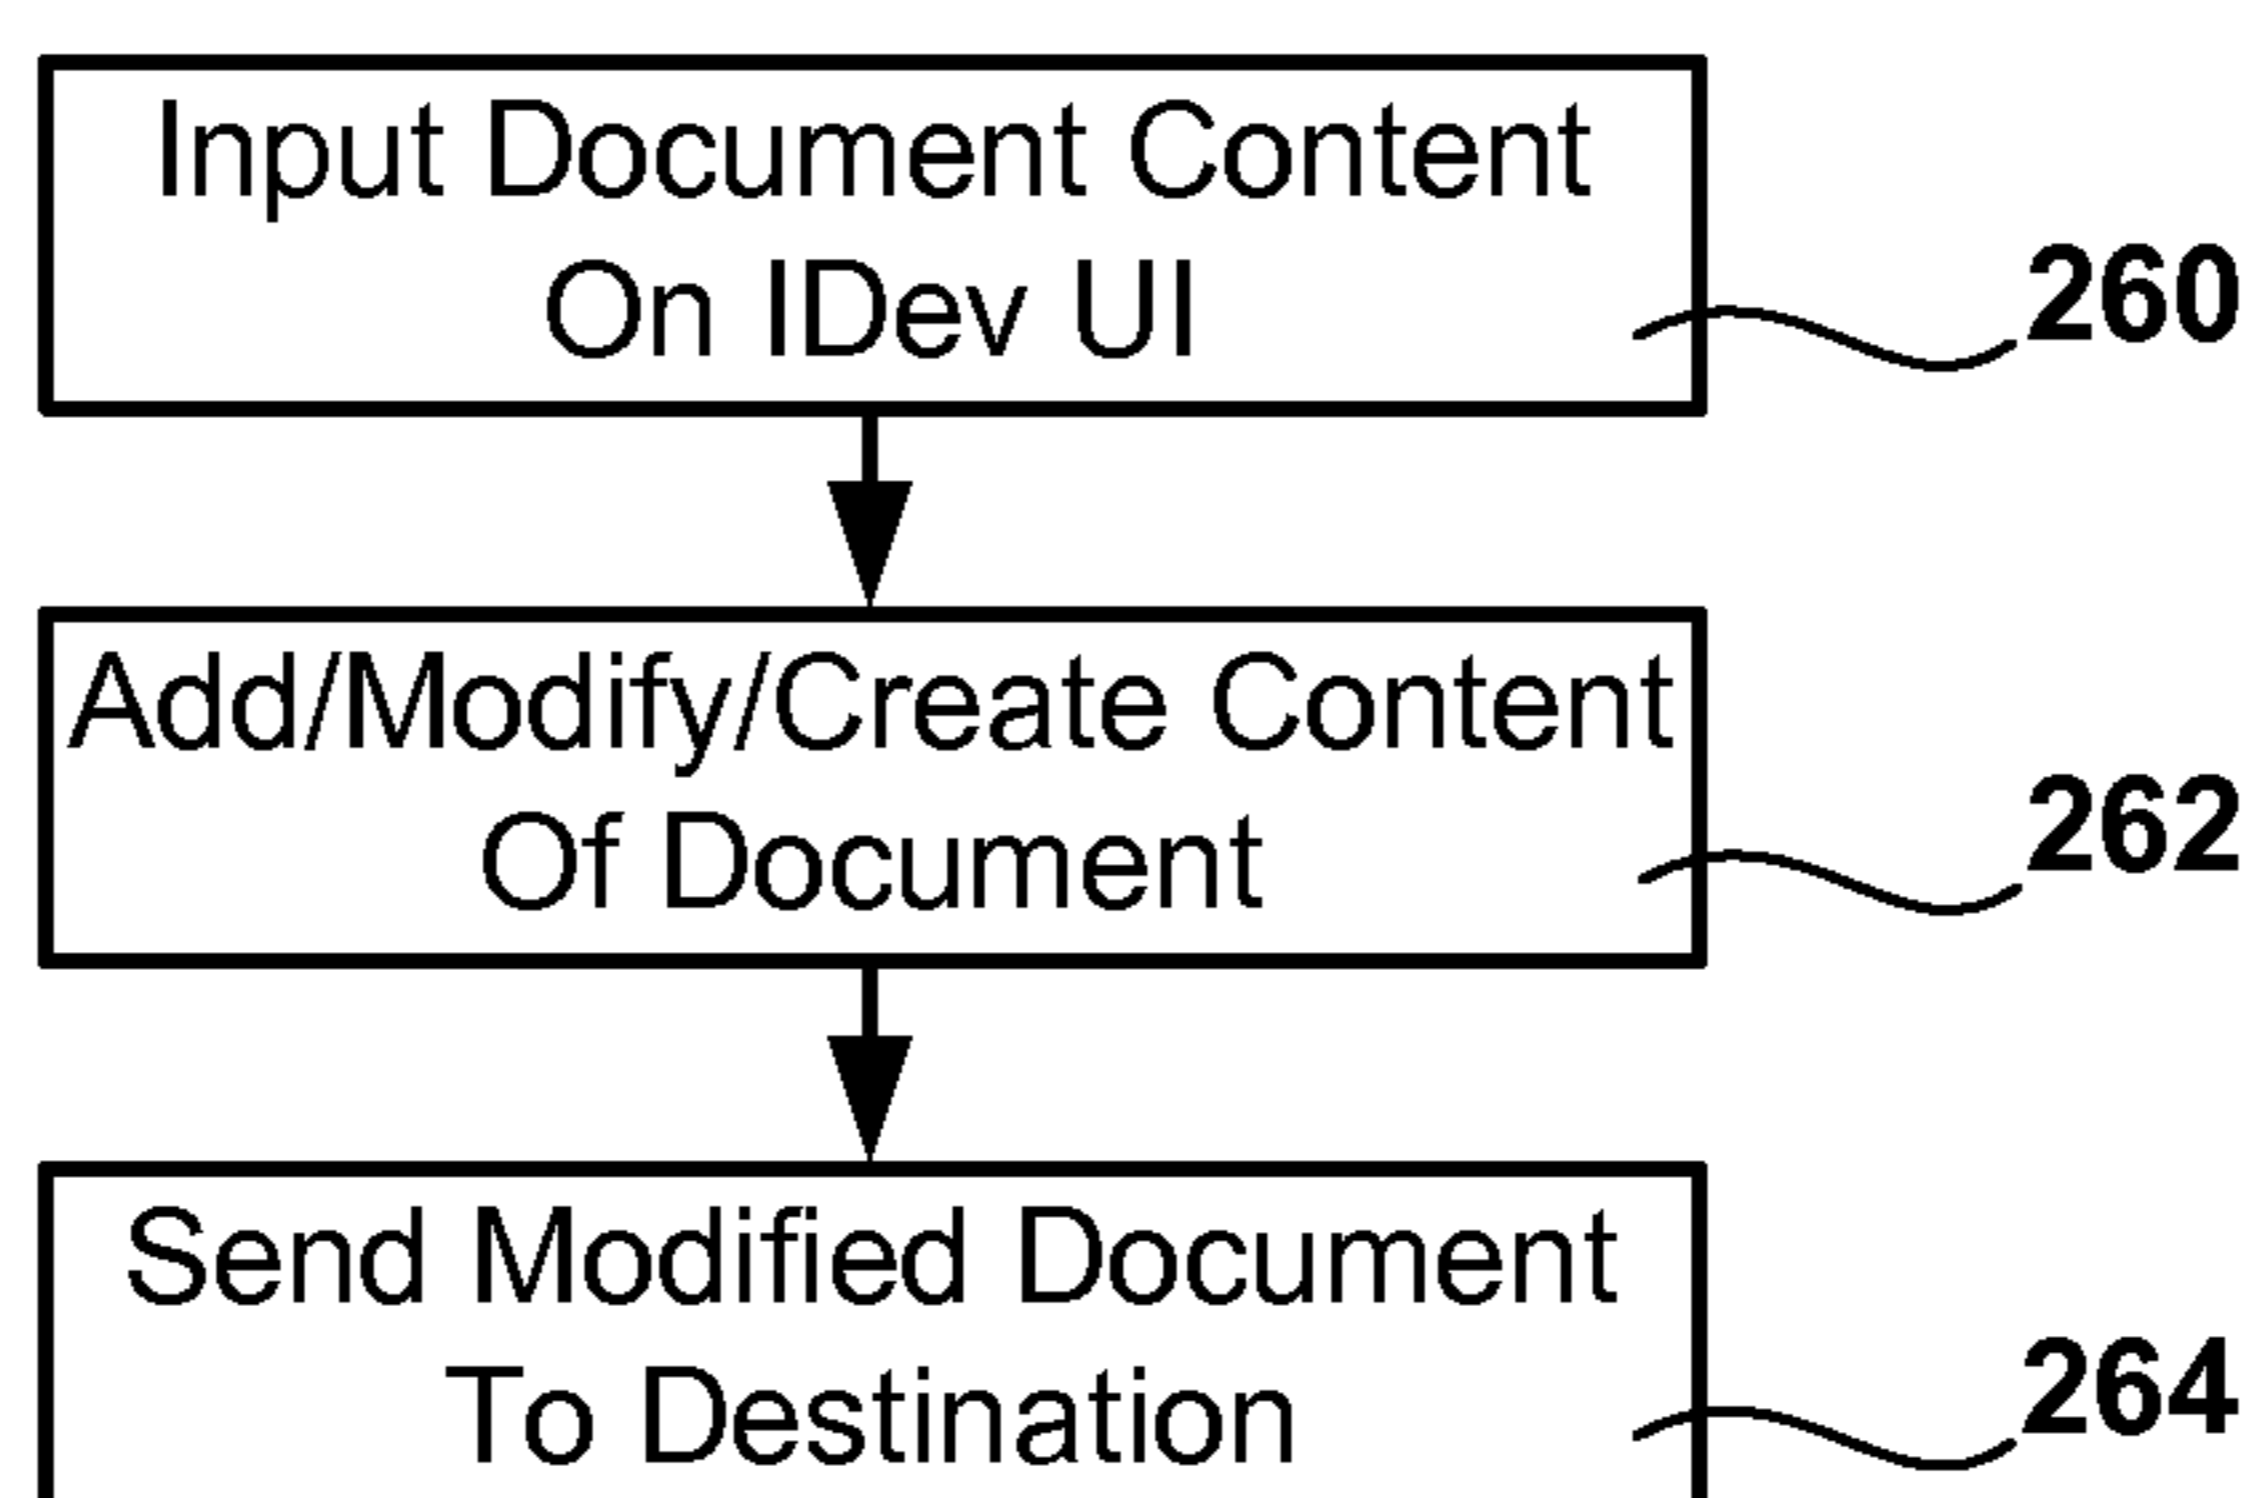 Input Document Content
On IDev UI
260
Add/Modify/Create Content
Of Document
262
Send Modified Document
To Destination
264